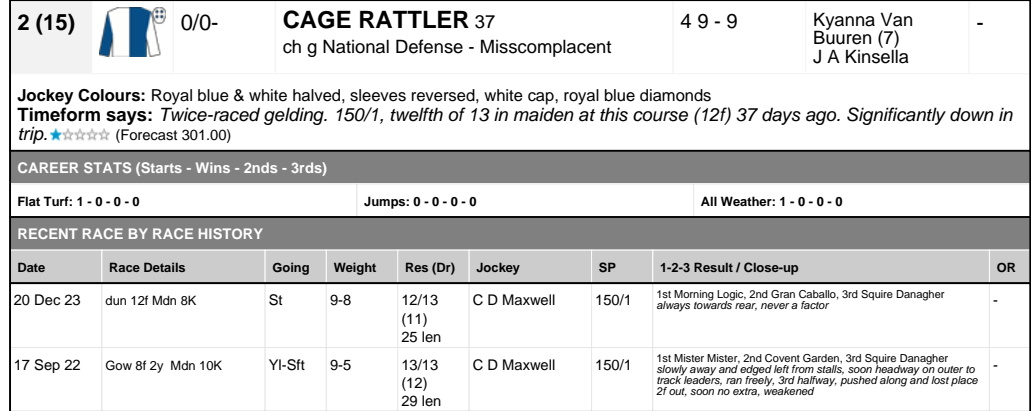 2 (15) 0/0- CAGE RATTLER 37 4 9 - 9 Kyanna Van -
ch g National Defense - Misscomplacent Buuren (7)
J A Kinsella
Jockey Colours: Royal blue & white halved, sleeves reversed, white cap, royal blue diamonds
Timeform says: Twice-raced gelding. 150/1, twelfth of 13 in maiden at this course (12f) 37 days ago. Significantly down in
trip.★☆☆☆☆ (Forecast 301.00)
CAREER STATS (Starts - Wins - 2nds - 3rds)
Flat Turf: 1 - 0 - 0 - 0 Jumps: 0 - 0 - 0 - 0 All Weather: 1 - 0 - 0 - 0
RECENT RACE BY RACE HISTORY
Date Race Details Going Weight Res (Dr) Jockey SP 1-2-3 Result / Close-up OR
20 Dec 23 dun 12f Mdn 8K St 9-8 12/13 C D Maxwell 150/1 1st Morning Logic, 2nd Gran Caballo, 3rd Squire Danagher -
(11) always towards rear, never a factor
25 len
17 Sep 22 Gow 8f 2y Mdn 10K Yl-Sft 9-5 13/13 C D Maxwell 150/1 1st Mister Mister, 2nd Covent Garden, 3rd Squire Danagher -
(12) slowly away and edged left from stalls, soon headway on outer to
29 len track leaders, ran freely, 3rd halfway, pushed along and lost place
2f out, soon no extra, weakened